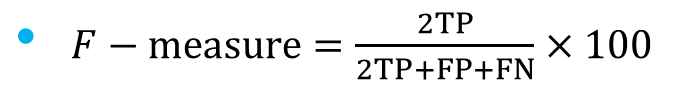 • F − measure = 2TP / 2TP+FP+FN × 100